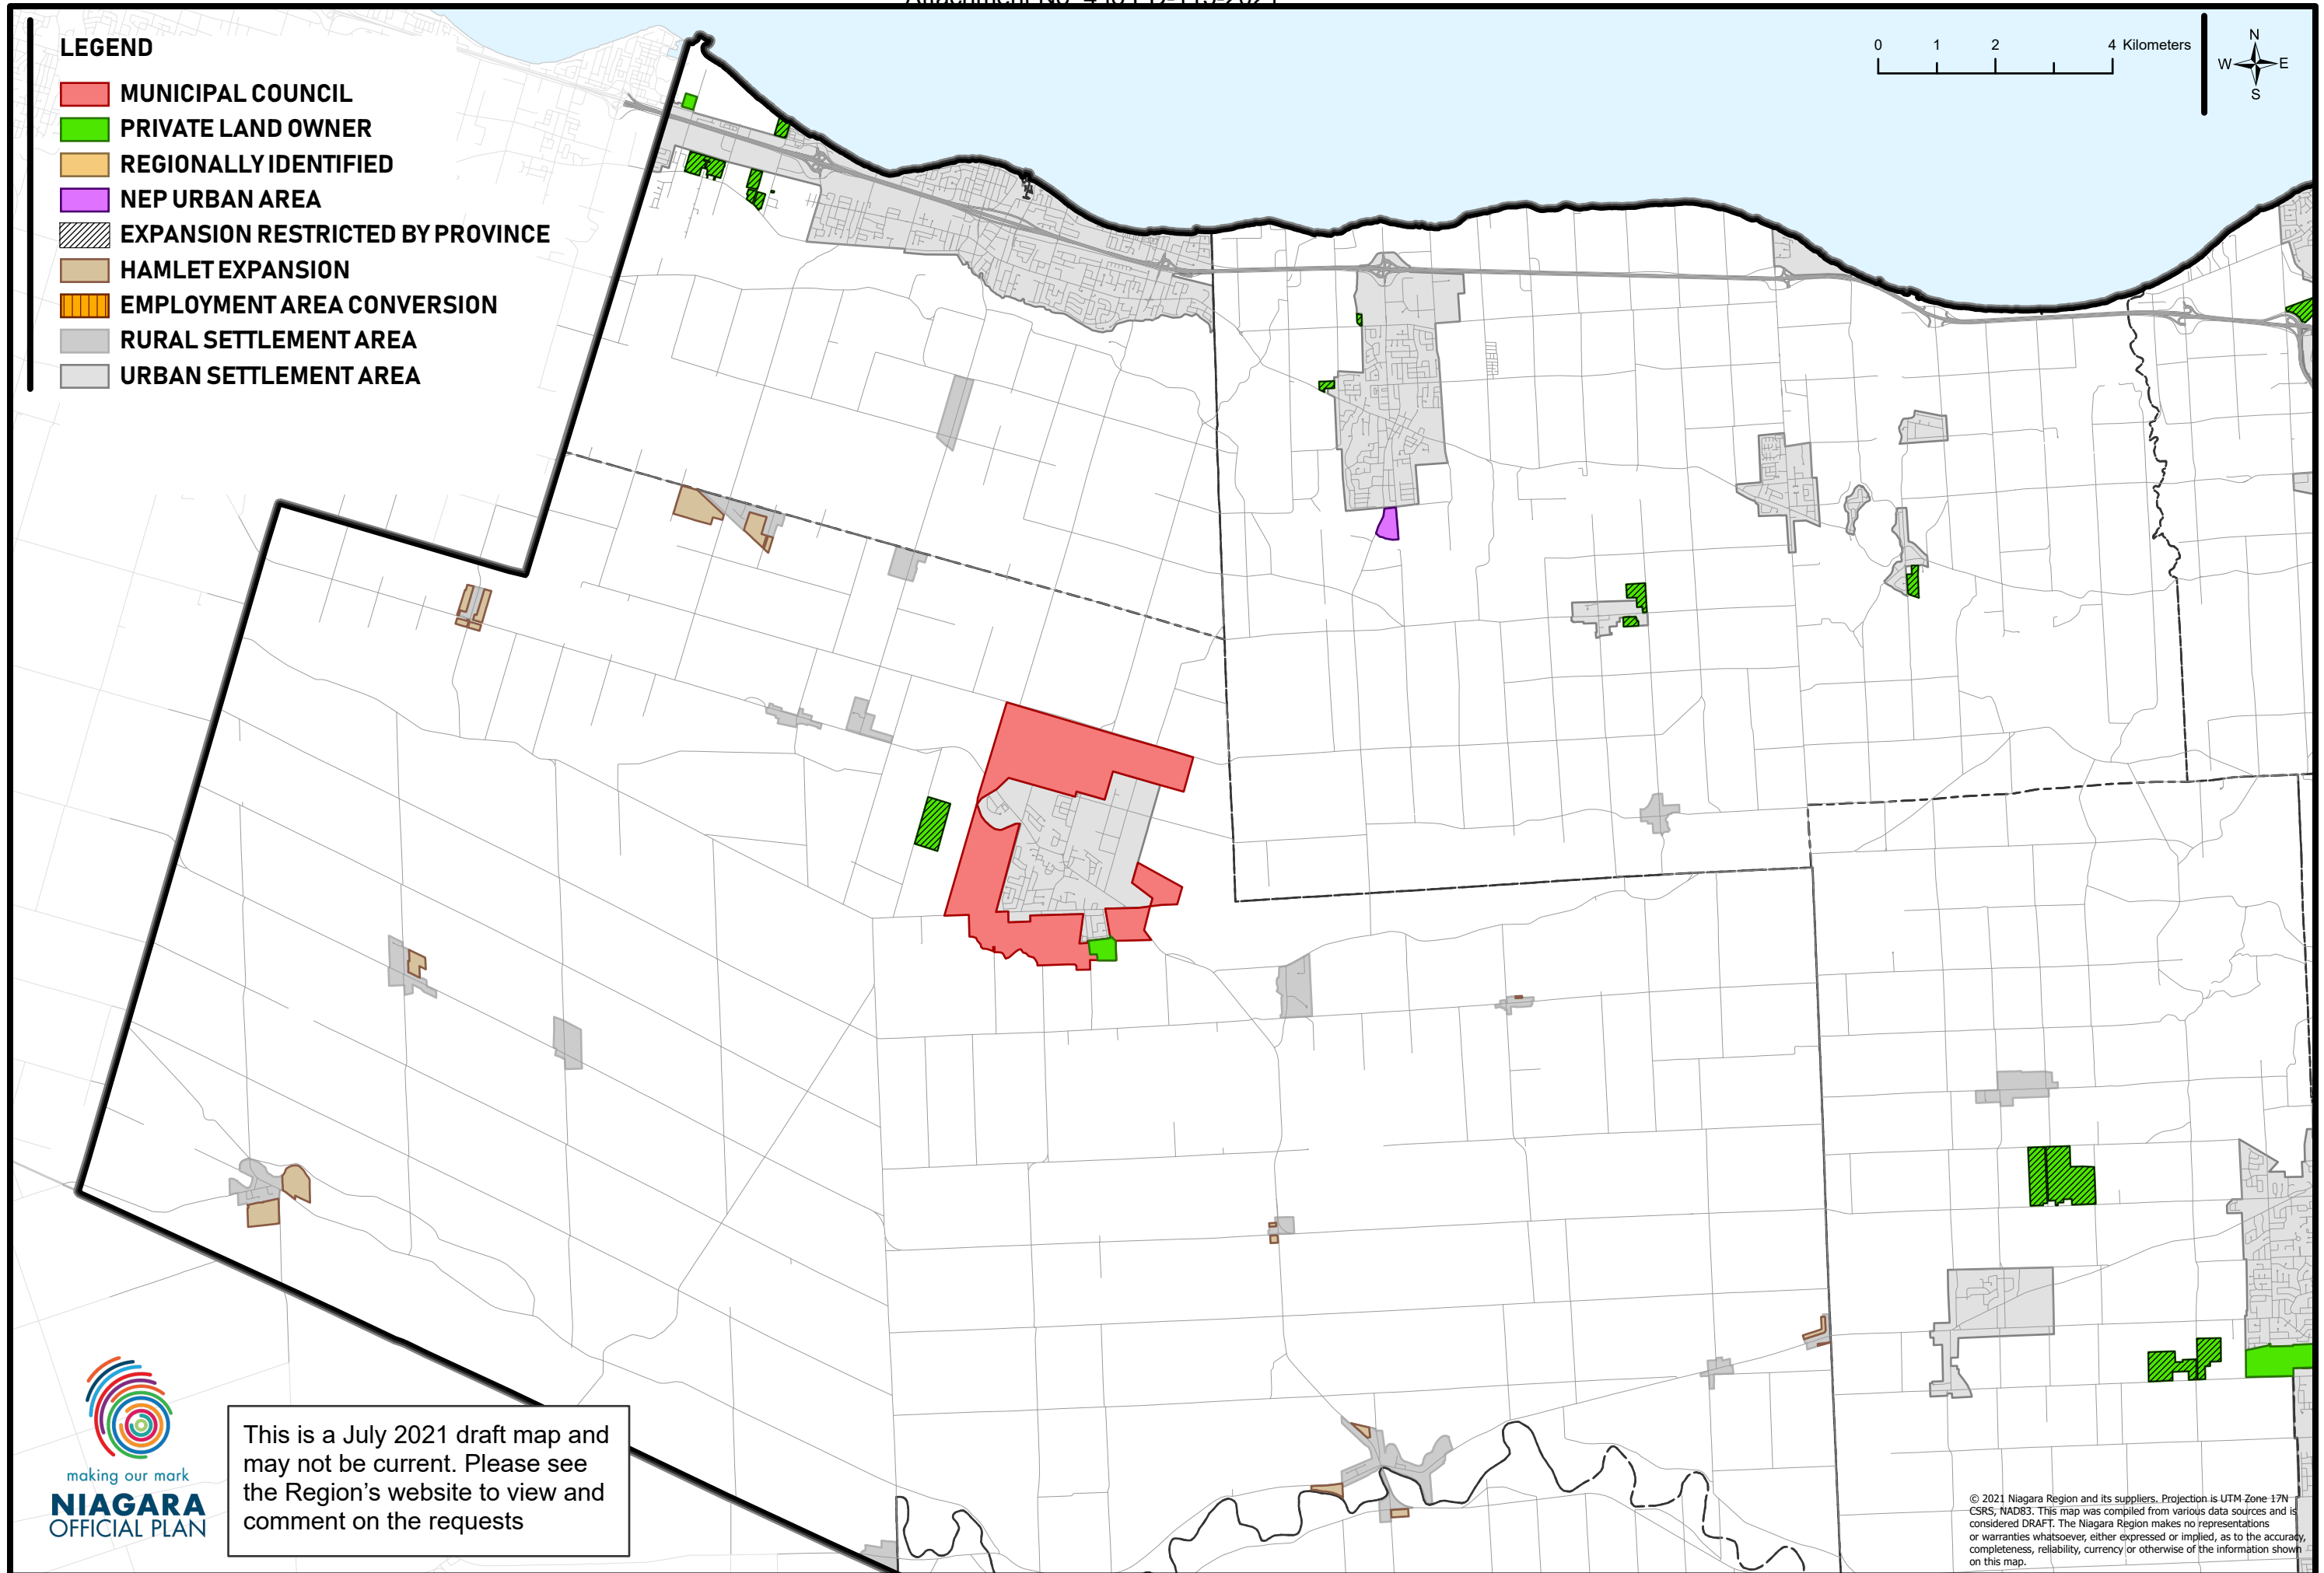 LEGEND
MUNICIPAL COUNCIL
PRIVATE LAND OWNER
REGIONALLY IDENTIFIED
NEP URBAN AREA
EXPANSION RESTRICTED BY PROVINCE
HAMLET EXPANSION
EMPLOYMENT AREA CONVERSION
RURAL SETTLEMENT AREA
URBAN SETTLEMENT AREA
0 1 2 4 Kilometers
N
W E
S
making our mark
NIAGARA
OFFICIAL PLAN
This is a July 2021 draft map and
may not be current. Please see
the Region's website to view and
comment on the requests
© 2021 Niagara Region and its suppliers. Projection is UTM Zone 17N
CSRS, NAD83. This map was compiled from various data sources and is
considered DRAFT. The Niagara Region makes no representations
or warranties whatsoever, either expressed or implied, as to the accuracy,
completeness, reliability, currency or otherwise of the information shown
on this map.